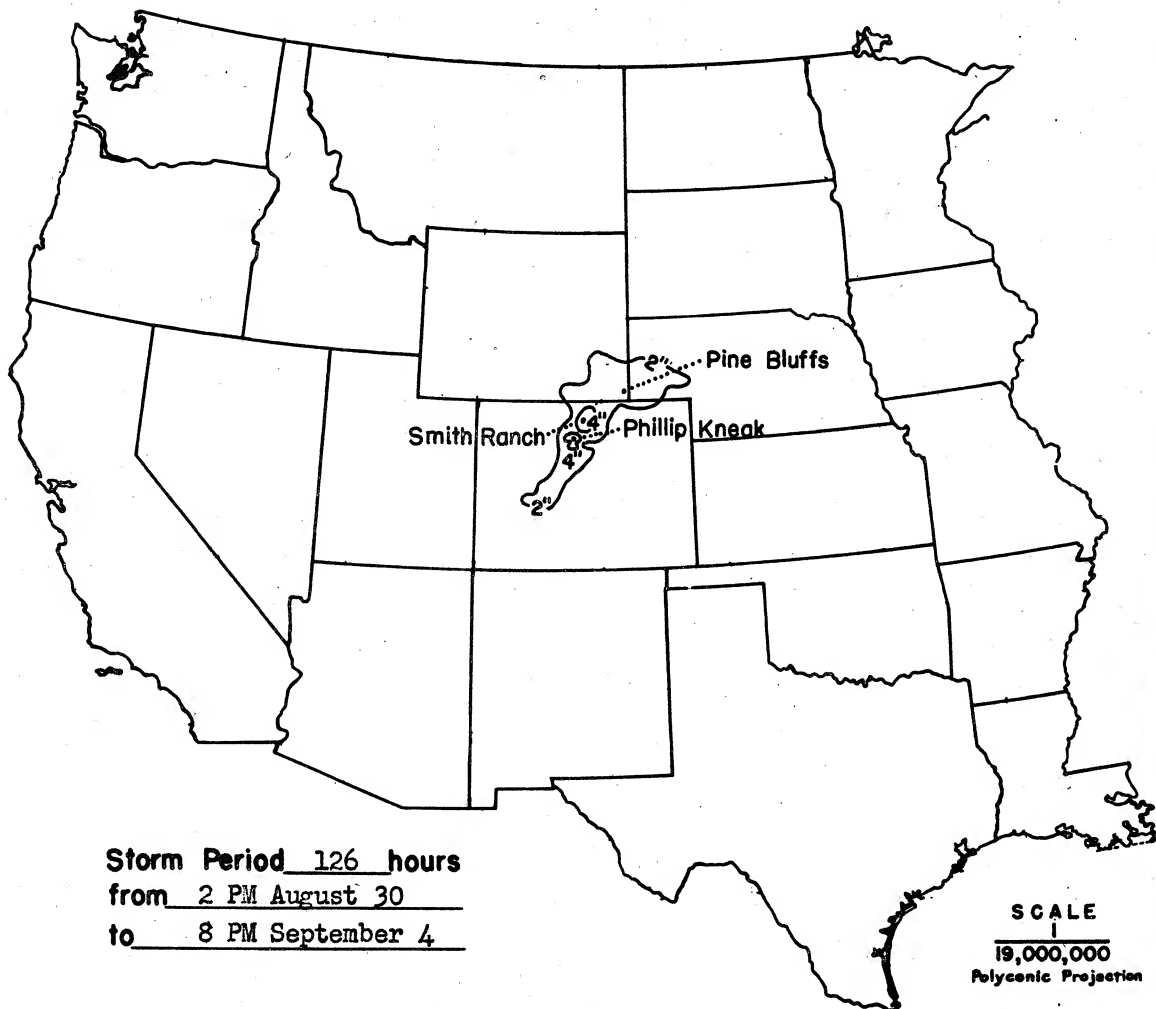 2"
Pine Bluffs
Smith Ranch
4"
Phillip Kneak
4"
2"
Storm Period 126 hours
from 2 PM August 30
to 8 PM September 4
SCALE
1
19,000,000
Polyconic Projection